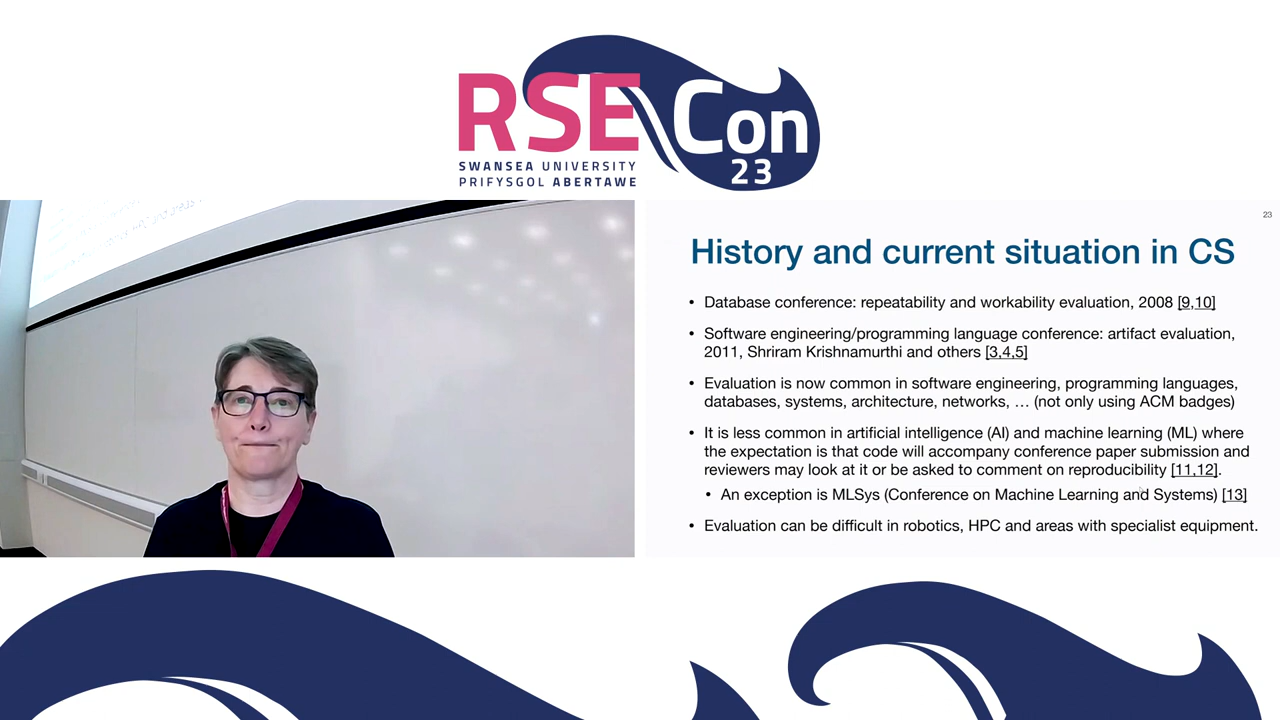 RSE Con
23
SWANSEA UNIVERSITY
PRIFYSGOL ABERTAWE
23
History and current situation in CS
• Database conference: repeatability and workability evaluation, 2008 [9,10]
• Software engineering/programming language conference: artifact evaluation,
2011, Shriram Krishnamurthi and others [3,4,5]
• Evaluation is now common in software engineering, programming languages,
databases, systems, architecture, networks, … (not only using ACM badges)
• It is less common in artificial intelligence (AI) and machine learning (ML) where
the expectation is that code will accompany conference paper submission and
reviewers may look at it or be asked to comment on reproducibility [11,12].
• An exception is MLSys (Conference on Machine Learning and Systems) [13]
• Evaluation can be difficult in robotics, HPC and areas with specialist equipment.